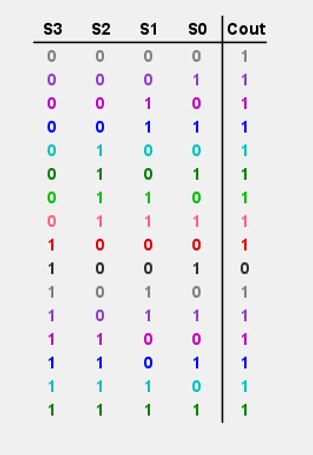 S3 S2 S1 S0 Cout
0 0 0 0 1
0 0 0 1 1
0 0 1 0 1
0 0 1 1 1
0 1 0 0 1
0 1 0 1 1
0 1 1 0 1
0 1 1 1 1
1 0 0 0 1
1 0 0 1 0
1 0 1 0 1
1 0 1 1 1
1 1 0 0 1
1 1 0 1 1
1 1 1 0 1
1 1 1 1 1